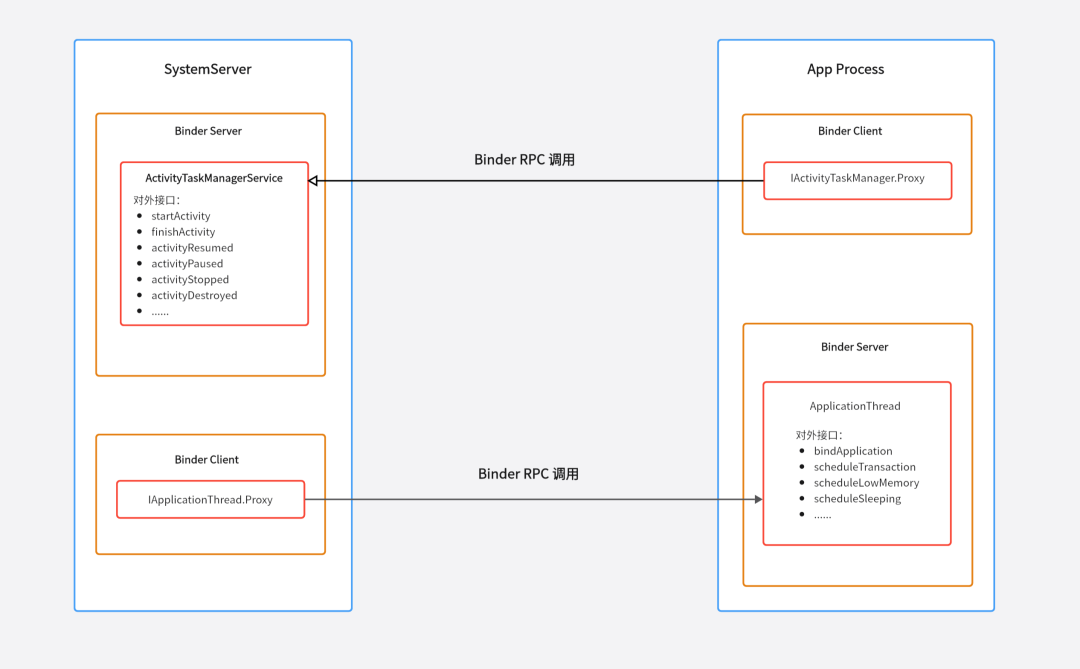 SystemServer
Binder Server
ActivityTaskManagerService
对外接口：
startActivity
finishActivity
activityResumed
activityPaused
activityStopped
activityDestroyed
......
Binder Client
IApplicationThread.Proxy
Binder RPC 调用
Binder RPC 调用
App Process
Binder Client
IActivityTaskManager.Proxy
Binder Server
ApplicationThread
对外接口：
bindApplication
scheduleTransaction
scheduleLowMemory
scheduleSleeping
......